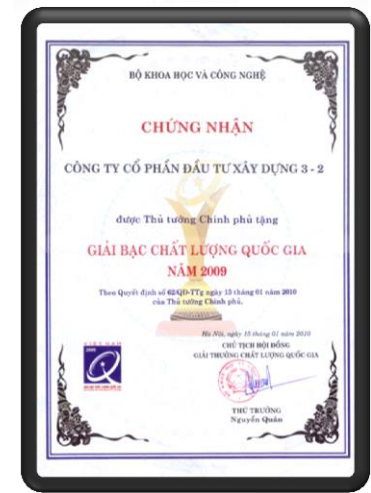 BỘ KHOA HỌC VÀ CÔNG NGHỆ
CHỨNG NHẬN
CÔNG TY CỔ PHẦN ĐẦU TƯ XÂY DỰNG 3 - 2
được Thủ tướng Chính phủ tặng
GIẢI BẠC CHẤT LƯỢNG QUỐC GIA
NĂM 2009
Theo Quyết định số 62/QĐ-TTg ngày 13 tháng 01 năm 2010
của Thủ tướng Chính phủ.
Hà Nội, ngày 15 tháng 01 năm 2010
CHỦ TỊCH HỘI ĐỒNG
GIẢI THƯỞNG CHẤT LƯỢNG QUỐC GIA
VIỆT NAM
2009
THỨ TRƯỞNG
Nguyễn Quân